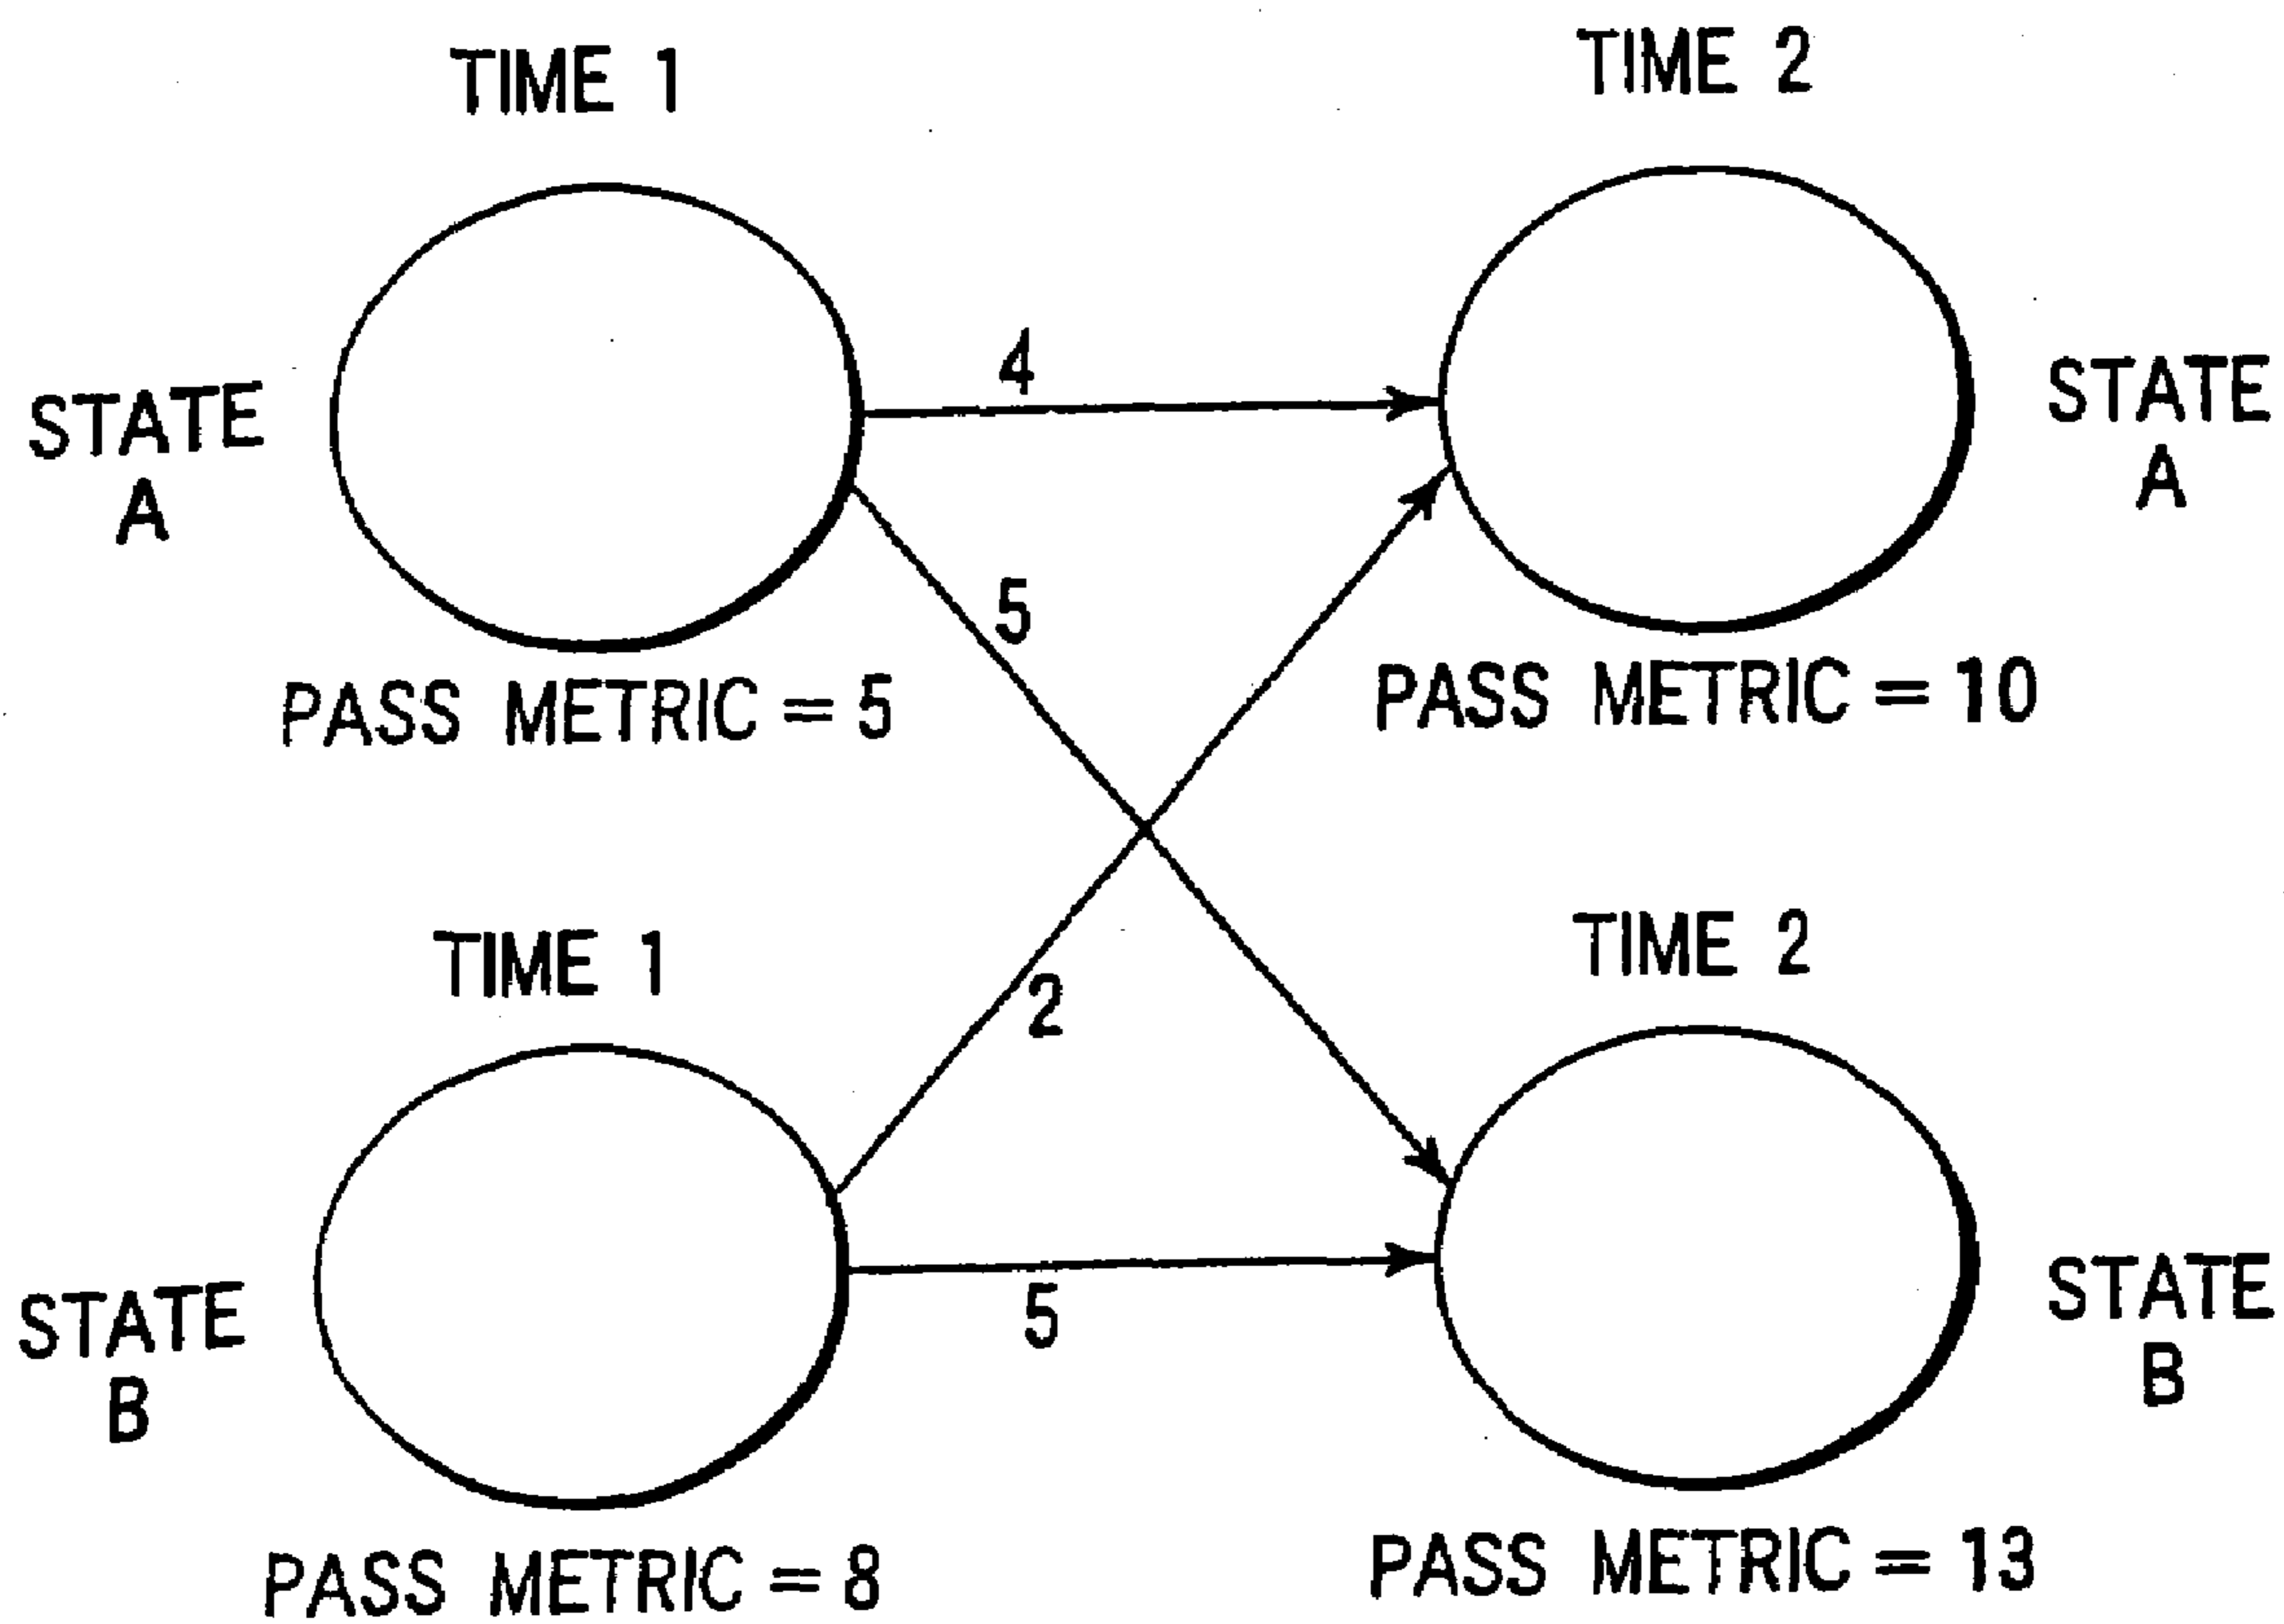 TIME 1
TIME 2
STATE
A
4
STATE
A
5
PASS METRIC = 5
PASS METRIC = 10
TIME 1
TIME 2
2
STATE
B
5
STATE
B
PASS METRIC = 8
PASS METRIC = 13